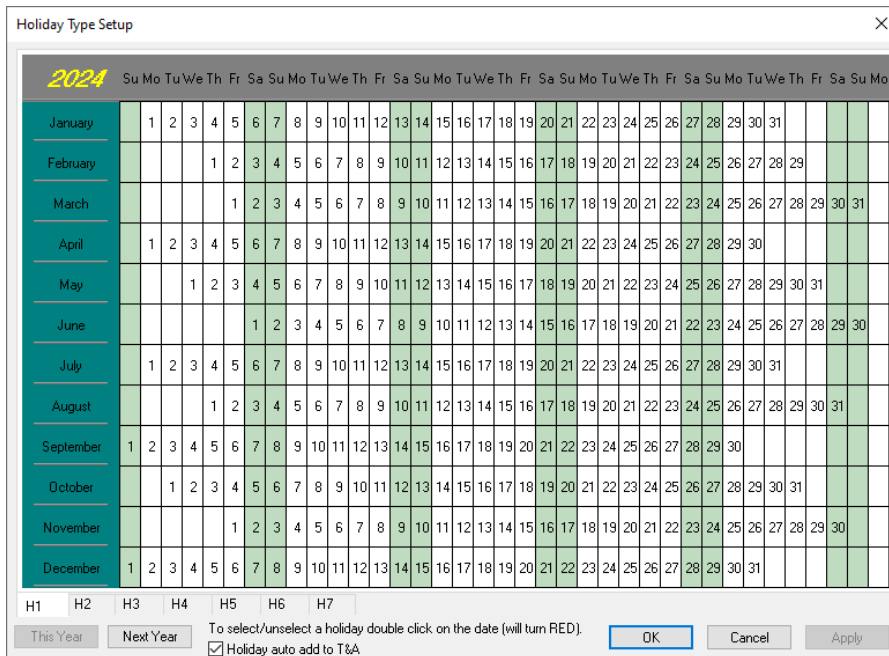 Holiday Type Setup
2024 Su Mo Tu We Th Fr Sa Su Mo Tu We Th Fr Sa Su Mo Tu We Th Fr Sa Su Mo Tu We Th Fr Sa Su Mo Tu We Th Fr Sa Su Mo
January 1 2 3 4 5 6 7 8 9 10 11 12 13 14 15 16 17 18 19 20 21 22 23 24 25 26 27 28 29 30 31
February 1 2 3 4 5 6 7 8 9 10 11 12 13 14 15 16 17 18 19 20 21 22 23 24 25 26 27 28 29
March 1 2 3 4 5 6 7 8 9 10 11 12 13 14 15 16 17 18 19 20 21 22 23 24 25 26 27 28 29 30 31
April 1 2 3 4 5 6 7 8 9 10 11 12 13 14 15 16 17 18 19 20 21 22 23 24 25 26 27 28 29 30
May 1 2 3 4 5 6 7 8 9 10 11 12 13 14 15 16 17 18 19 20 21 22 23 24 25 26 27 28 29 30 31
June 1 2 3 4 5 6 7 8 9 10 11 12 13 14 15 16 17 18 19 20 21 22 23 24 25 26 27 28 29 30
July 1 2 3 4 5 6 7 8 9 10 11 12 13 14 15 16 17 18 19 20 21 22 23 24 25 26 27 28 29 30 31
August 1 2 3 4 5 6 7 8 9 10 11 12 13 14 15 16 17 18 19 20 21 22 23 24 25 26 27 28 29 30 31
September 1 2 3 4 5 6 7 8 9 10 11 12 13 14 15 16 17 18 19 20 21 22 23 24 25 26 27 28 29 30
October 1 2 3 4 5 6 7 8 9 10 11 12 13 14 15 16 17 18 19 20 21 22 23 24 25 26 27 28 29 30 31
November 1 2 3 4 5 6 7 8 9 10 11 12 13 14 15 16 17 18 19 20 21 22 23 24 25 26 27 28 29 30
December 1 2 3 4 5 6 7 8 9 10 11 12 13 14 15 16 17 18 19 20 21 22 23 24 25 26 27 28 29 30 31
H1 H2 H3 H4 H5 H6 H7
This Year Next Year To select/unselect a holiday double click on the date (will turn RED). OK Cancel Apply
Holiday auto add to T&A